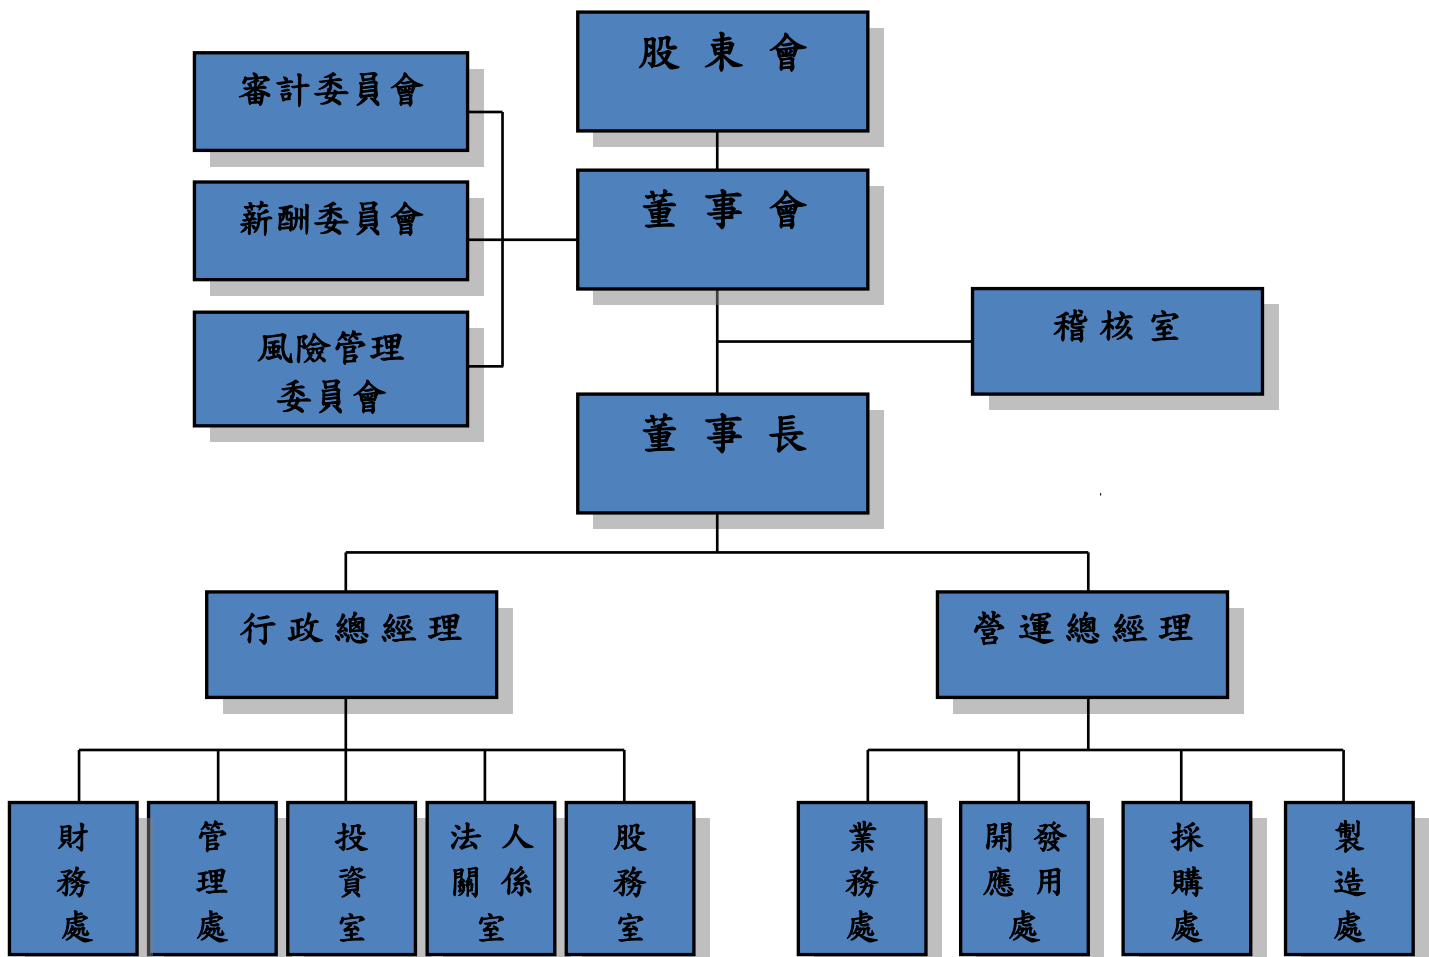 股東會
審計委員會
董事會
薪酬委員會
稽核室
風險管理
委員會
董事長
行政總經理
營運總經理
財
務
處
管
理
處
投
資
室
法人
關係
室
股
務
室
業
務
處
開發
應用
處
採
購
處
製
造
處